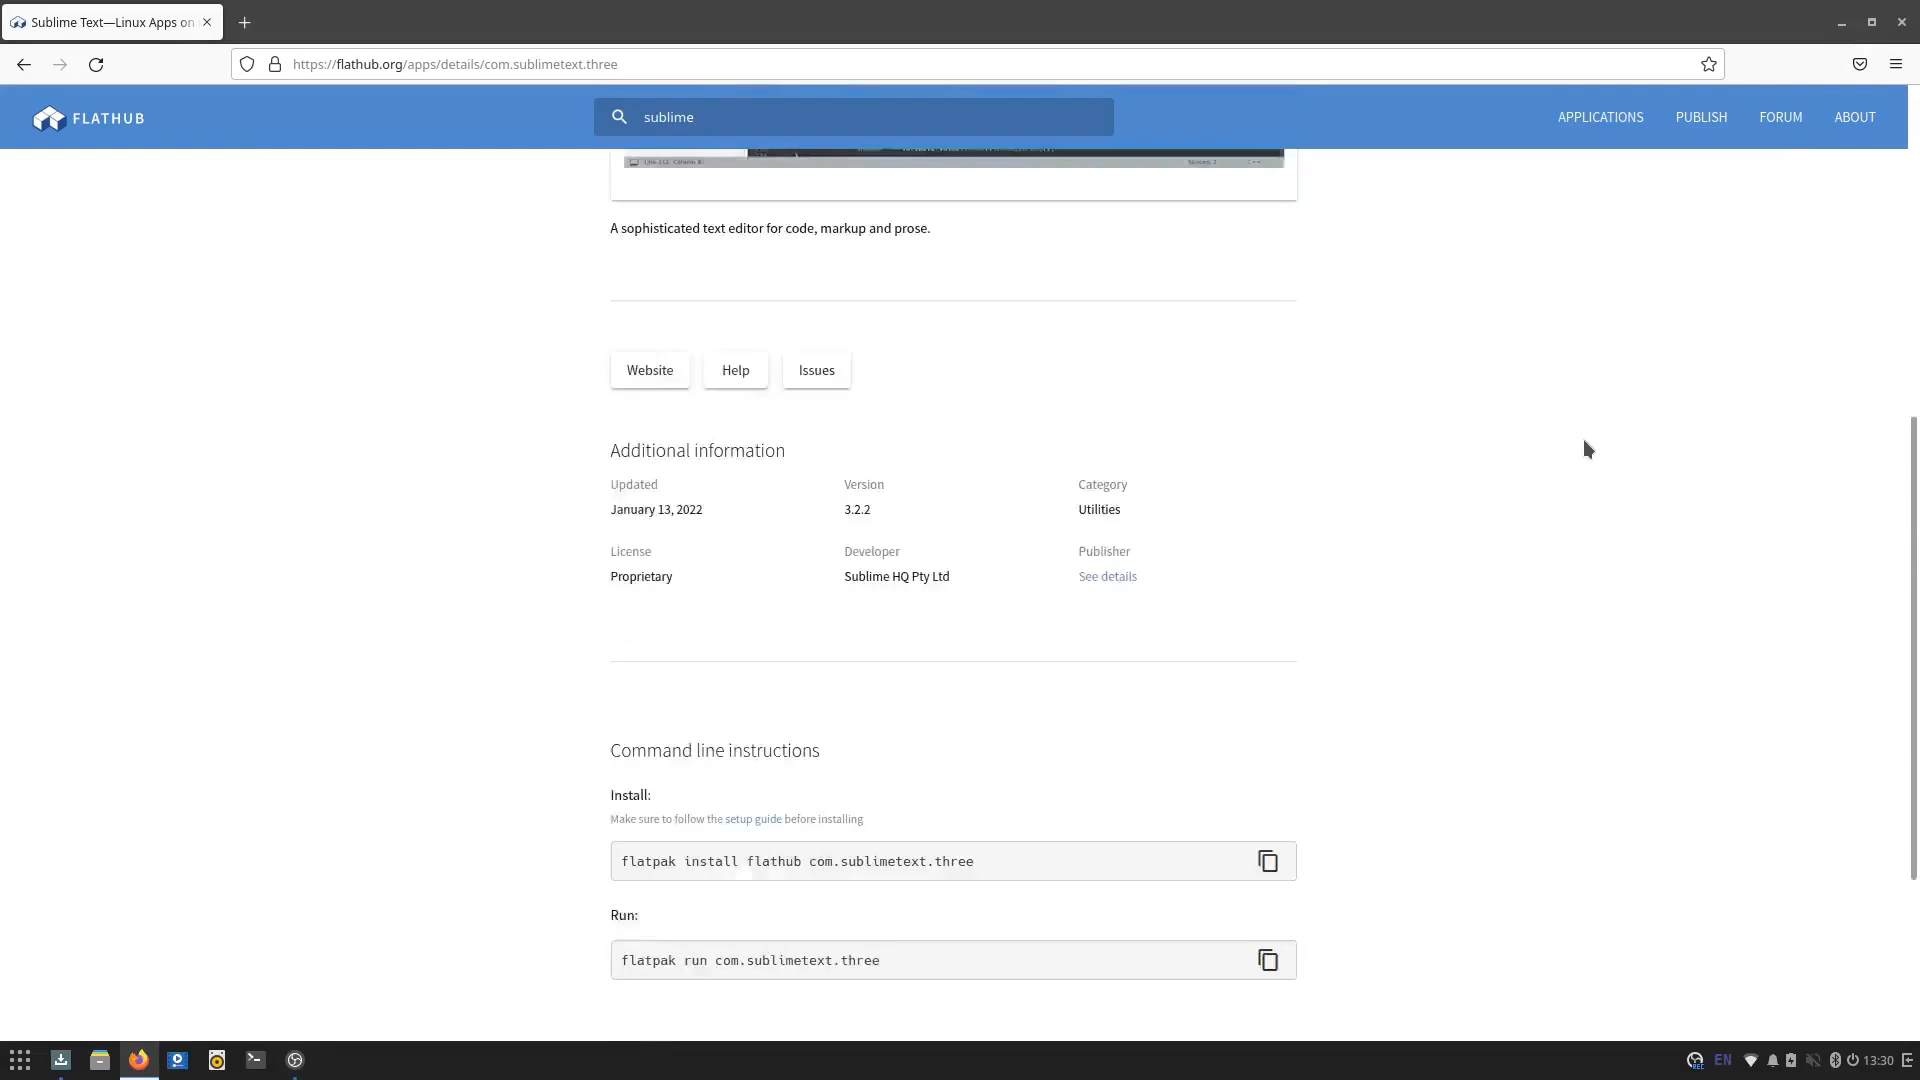 Sublime Text—Linux Apps on
https://flathub.org/apps/details/com.sublimetext.three
FLATHUB
sublime
APPLICATIONS
PUBLISH
FORUM
ABOUT
A sophisticated text editor for code, markup and prose.
Website
Help
Issues
Additional information
Updated
Version
Category
January 13, 2022
3.2.2
Utilities
License
Developer
Publisher
Proprietary
Sublime HQ Pty Ltd
See details
Command line instructions
Install:
Make sure to follow the setup guide before installing
flatpak install flathub com.sublimetext.three
Run:
flatpak run com.sublimetext.three
REC
EN
13:30